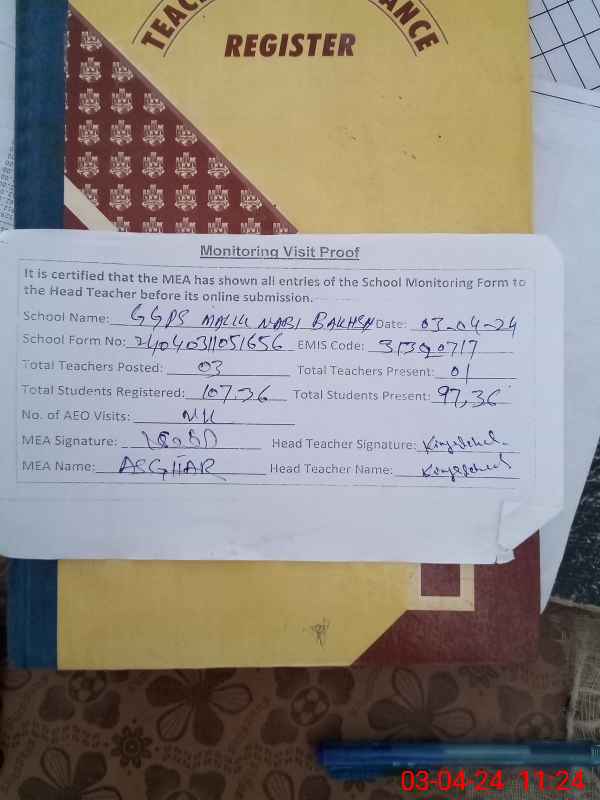 TEAC ANCE
REGISTER
Monitoring Visit Proof
It is certified that the MEA has shown all entries of the School Monitoring Form to
the Head Teacher before its online submission.
School Name: GGPS MALIK NABI BAKHSH Date: 03-04-24
School Form No: 2404031051656 EMIS Code:
Total Teachers Posted: 03 Total Teachers Present: 01
Total Students Registered: 107,36 Total Students Present: 97,36
No. of AEO Visits: NIL
MEA Signature: Head Teacher Signature:
MEA Name: ASGHAR Head Teacher Name:
03-04-24 11:24